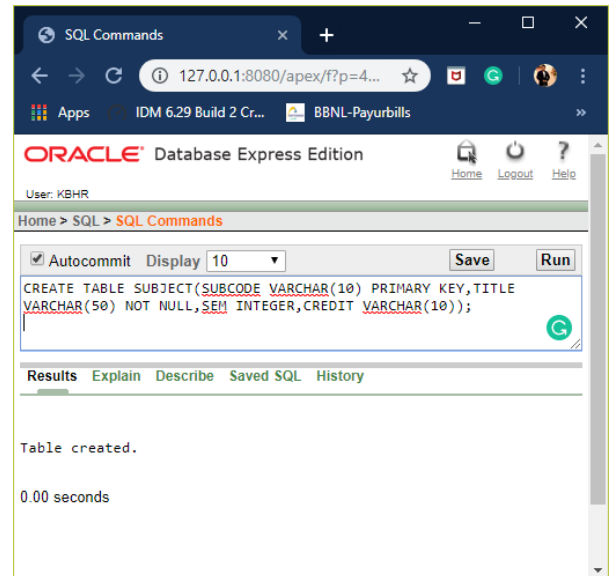 SQL Commands
127.0.0.1:8080/apex/f?p=4...
Apps IDM 6.29 Build 2 Cr... BBNL-Payurbills »
ORACLE® Database Express Edition
Home Logout Help
User: KBHR
Home > SQL > SQL Commands
Autocommit Display 10 Save Run
CREATE TABLE SUBJECT(SUBCODE VARCHAR(10) PRIMARY KEY,TITLE
VARCHAR(50) NOT NULL,SEM INTEGER,CREDIT VARCHAR(10));
Results Explain Describe Saved SQL History
Table created.
0.00 seconds